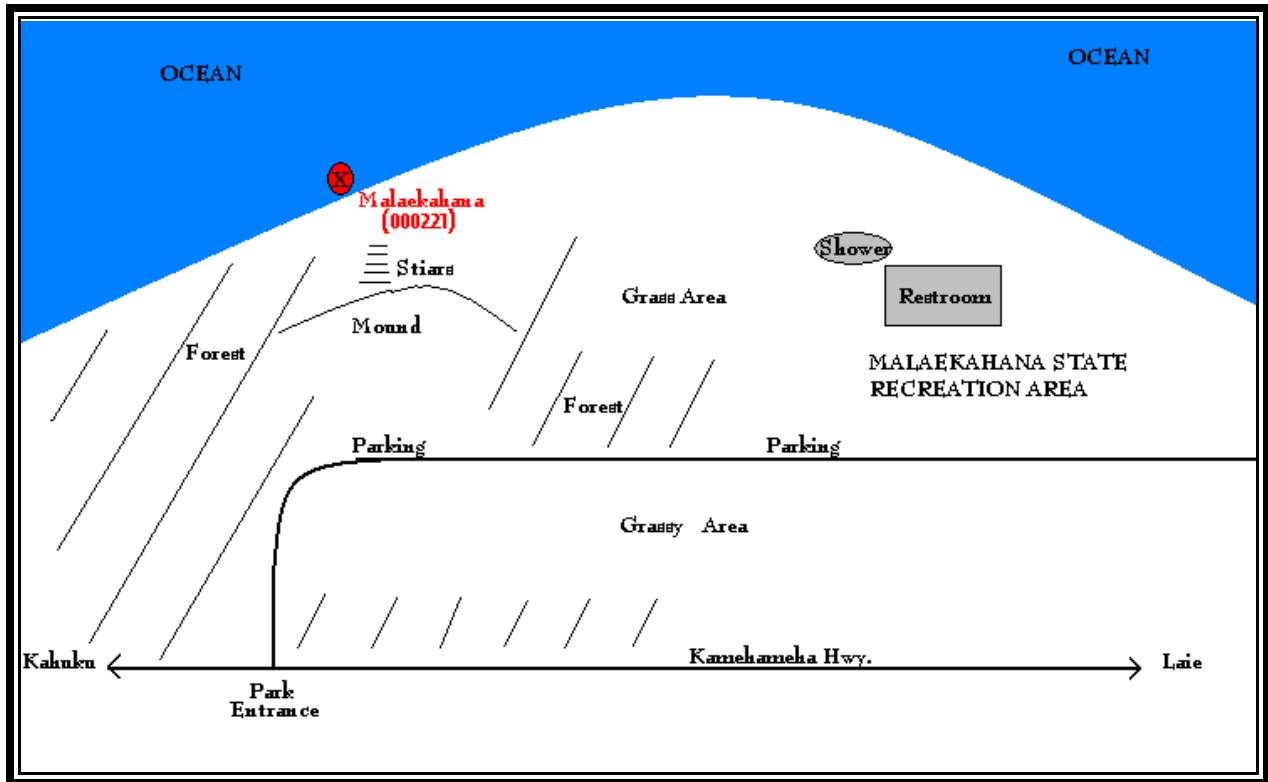 OCEAN
OCEAN
X
Malaekahana
(000221)
Shower
Stiars
Grass Area
Restroom
Mound
Forest
MALAEKAHANA STATE
RECREATION AREA
Forest
Parking
Parking
Grassy Area
Kahuku
Kamehameha Hwy.
Laie
Park
Entrance